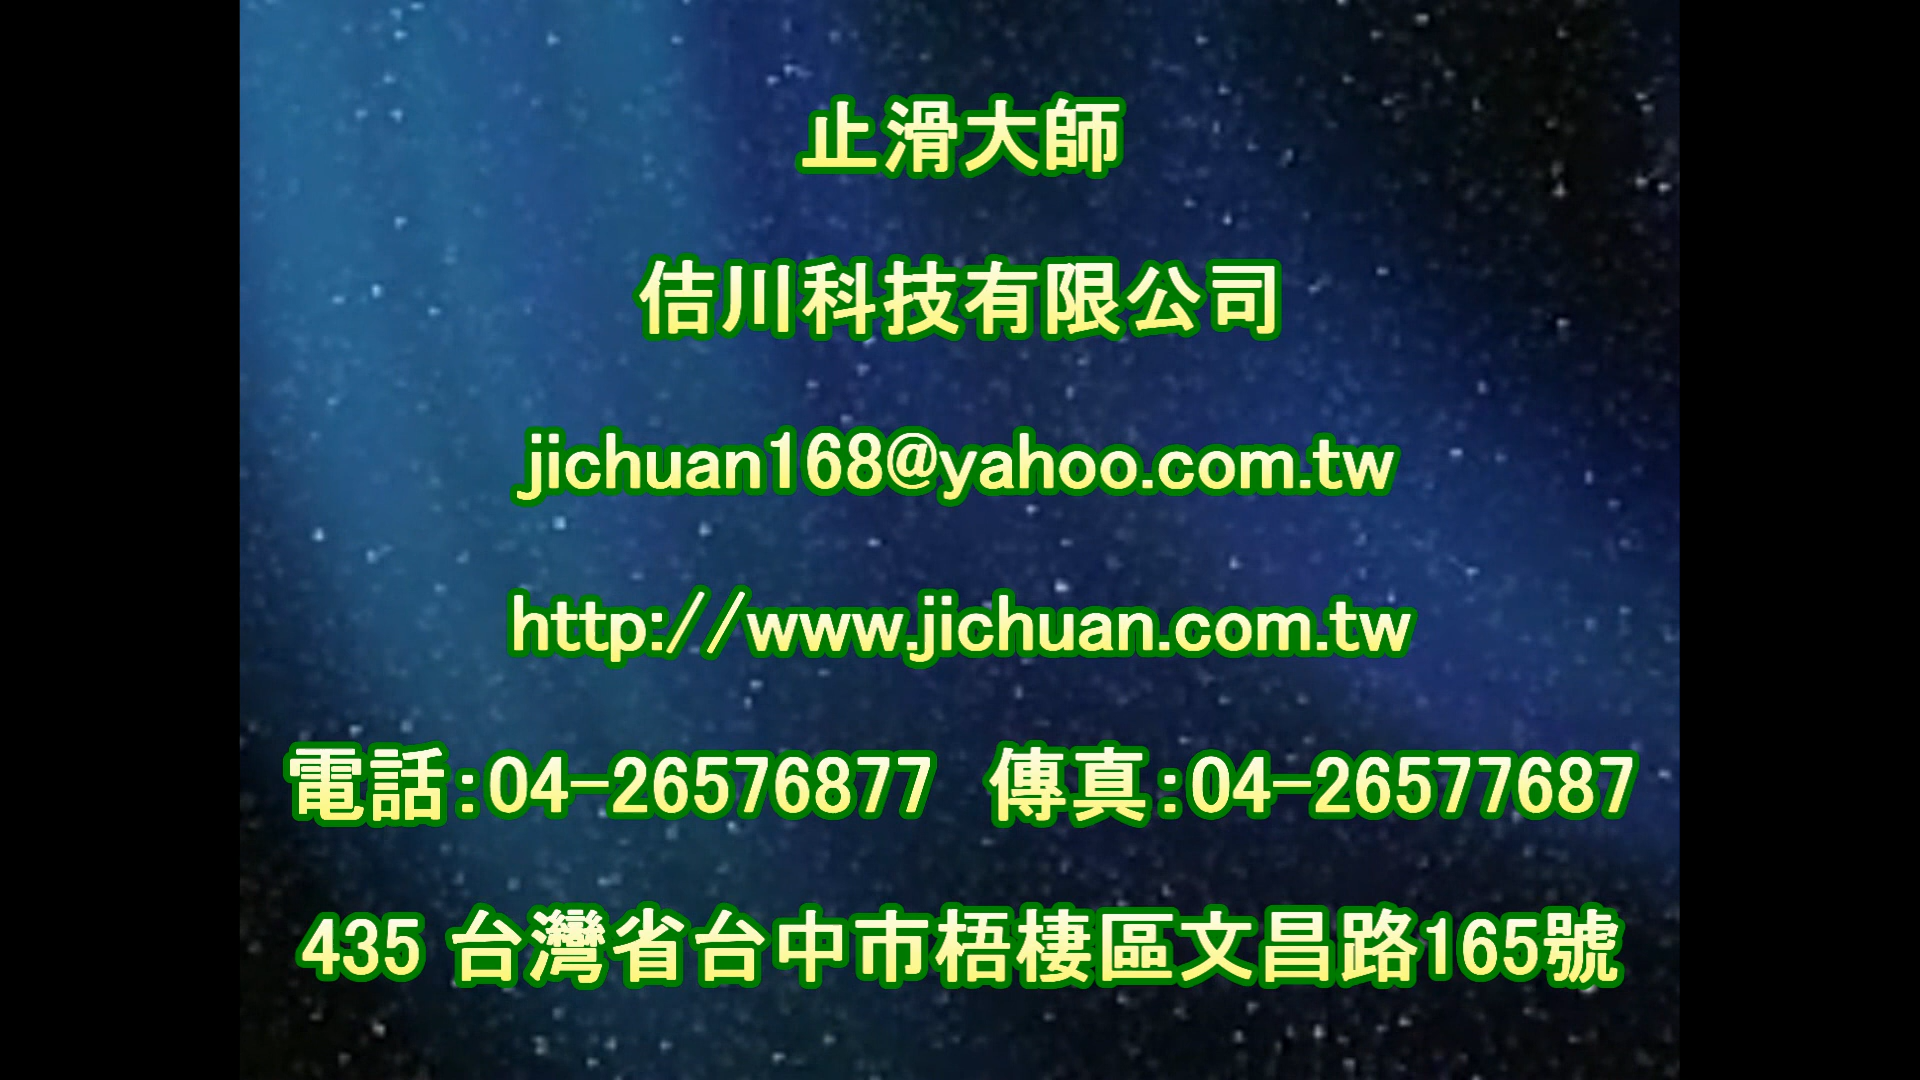 止滑大師
佶川科技有限公司
jichuan168@yahoo.com.tw
http://www.jichuan.com.tw
電話:04-26576877 傳真:04-26577687
435 台灣省台中市梧棲區文昌路165號